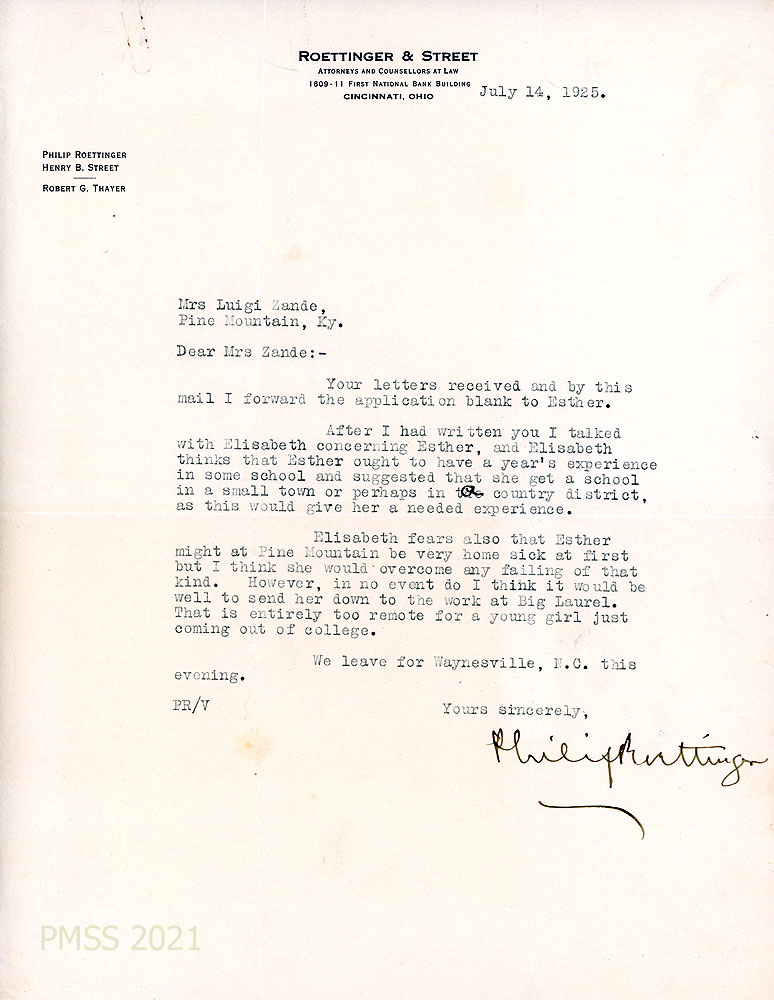 ROETTINGER & STREET
ATTORNEYS AND COUNSELLORS AT LAW
1809-11 FIRST NATIONAL BANK BUILDING
CINCINNATI, OHIO
July 14, 1925.
PHILIP ROETTINGER
HENRY B. STREET
ROBERT G. THAYER
Mrs Luigi Zande,
Pine Mountain, Ky.
Dear Mrs Zande:-
Your letters received and by this
mail I forward the application blank to Esther.
After I had written you I talked
with Elisabeth concerning Esther, and Elisabeth
thinks that Esther ought to have a year's experience
in some school and suggested that she get a school
in a small town or perhaps in a country district,
as this would give her a needed experience.
Elisabeth fears also that Esther
might at Pine Mountain be very home sick at first
but I think she would overcome any failing of that
kind. However, in no event do I think it would be
well to send her down to the work at Big Laurel.
That is entirely too remote for a young girl just
coming out of college.
We leave for Waynesville, N.C. this
evening.
PR/V
Yours sincerely,
Philip Roettinger
PMSS 2021